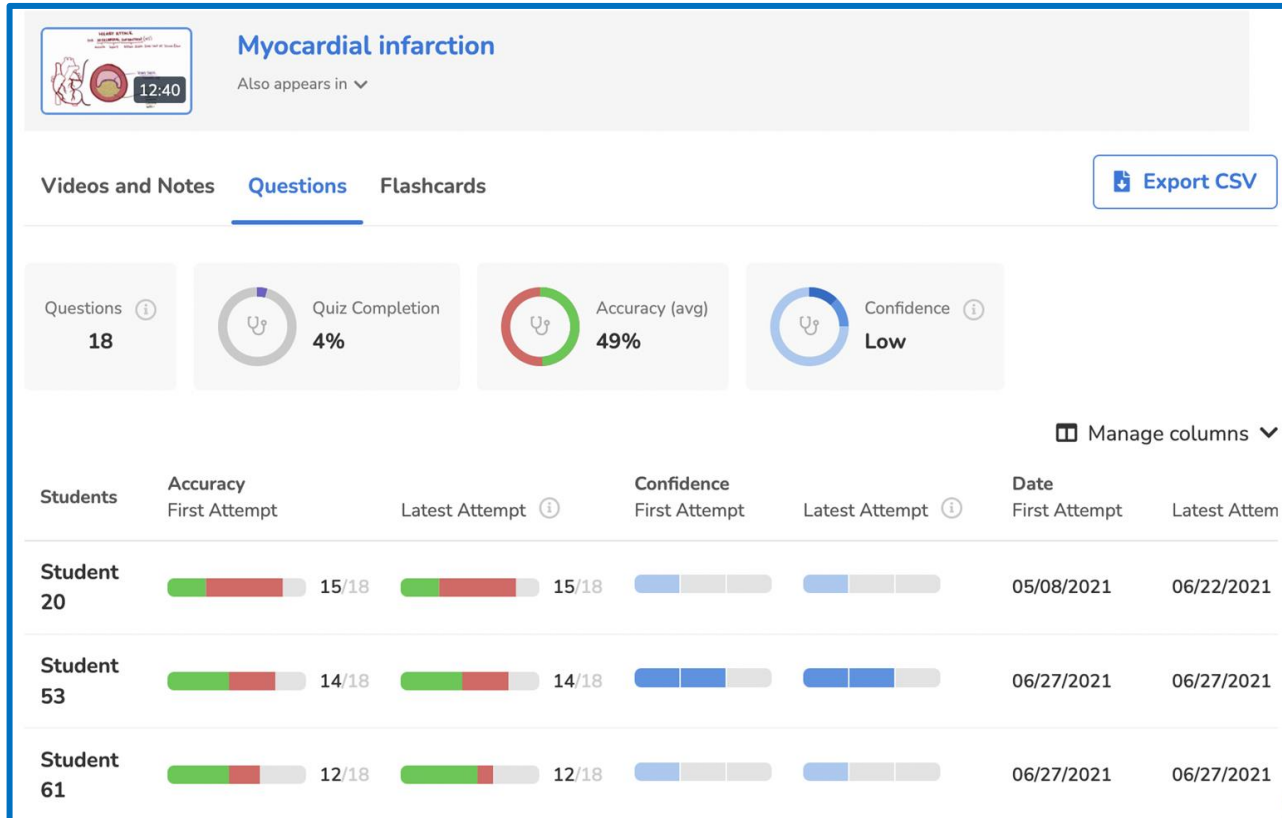 HEART ATTACK
12:40
Myocardial infarction
Also appears in
Videos and Notes Questions Flashcards
Export CSV
Questions
18
Quiz Completion
4%
Accuracy (avg)
49%
Confidence
Low
Manage columns
Students Accuracy Confidence Date
First Attempt Latest Attempt First Attempt Latest Attempt First Attempt Latest Attem
Student
20
15/18 15/18 05/08/2021 06/22/2021
Student
53
14/18 14/18 06/27/2021 06/27/2021
Student
61
12/18 12/18 06/27/2021 06/27/2021